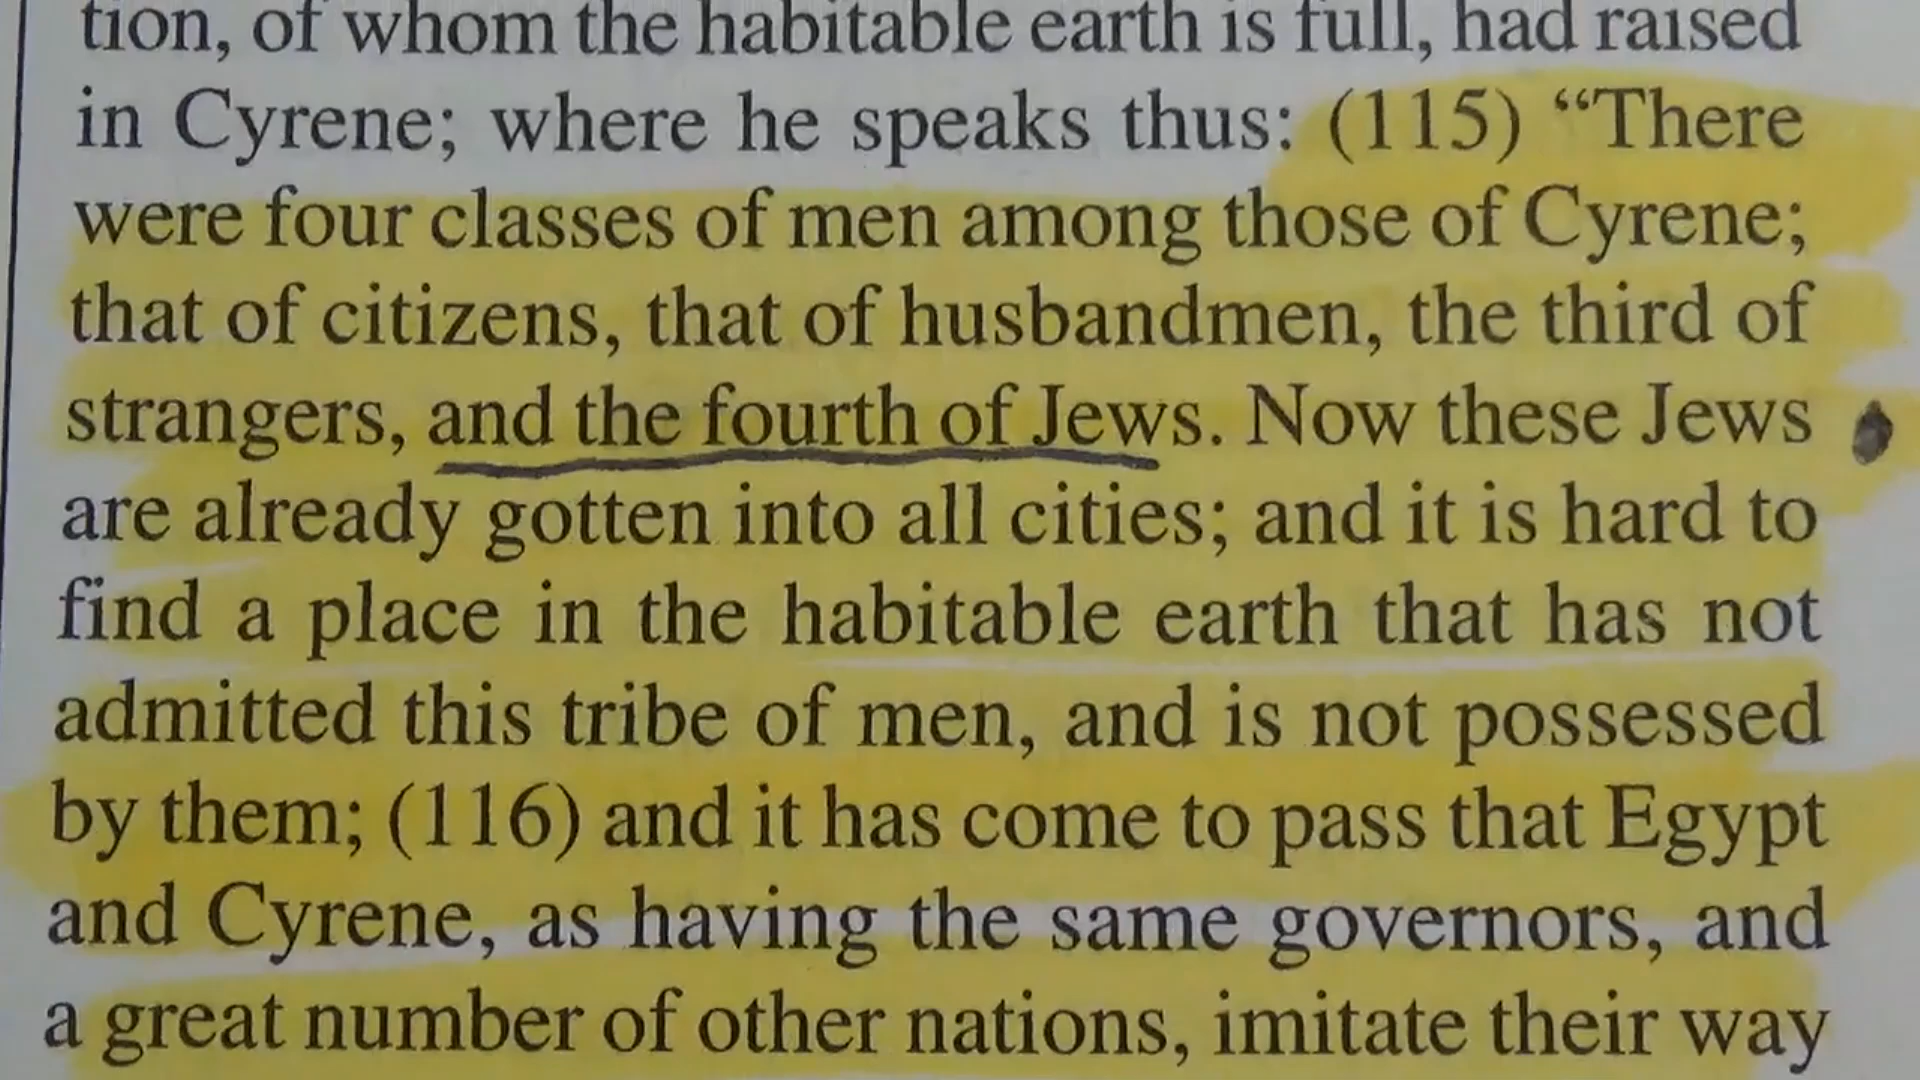 tion, of whom the habitable earth is full, had raised
in Cyrene; where he speaks thus: (115) “There
were four classes of men among those of Cyrene;
that of citizens, that of husbandmen, the third of
strangers, and the fourth of Jews. Now these Jews
are already gotten into all cities; and it is hard to
find a place in the habitable earth that has not
admitted this tribe of men, and is not possessed
by them; (116) and it has come to pass that Egypt
and Cyrene, as having the same governors, and
a great number of other nations, imitate their way